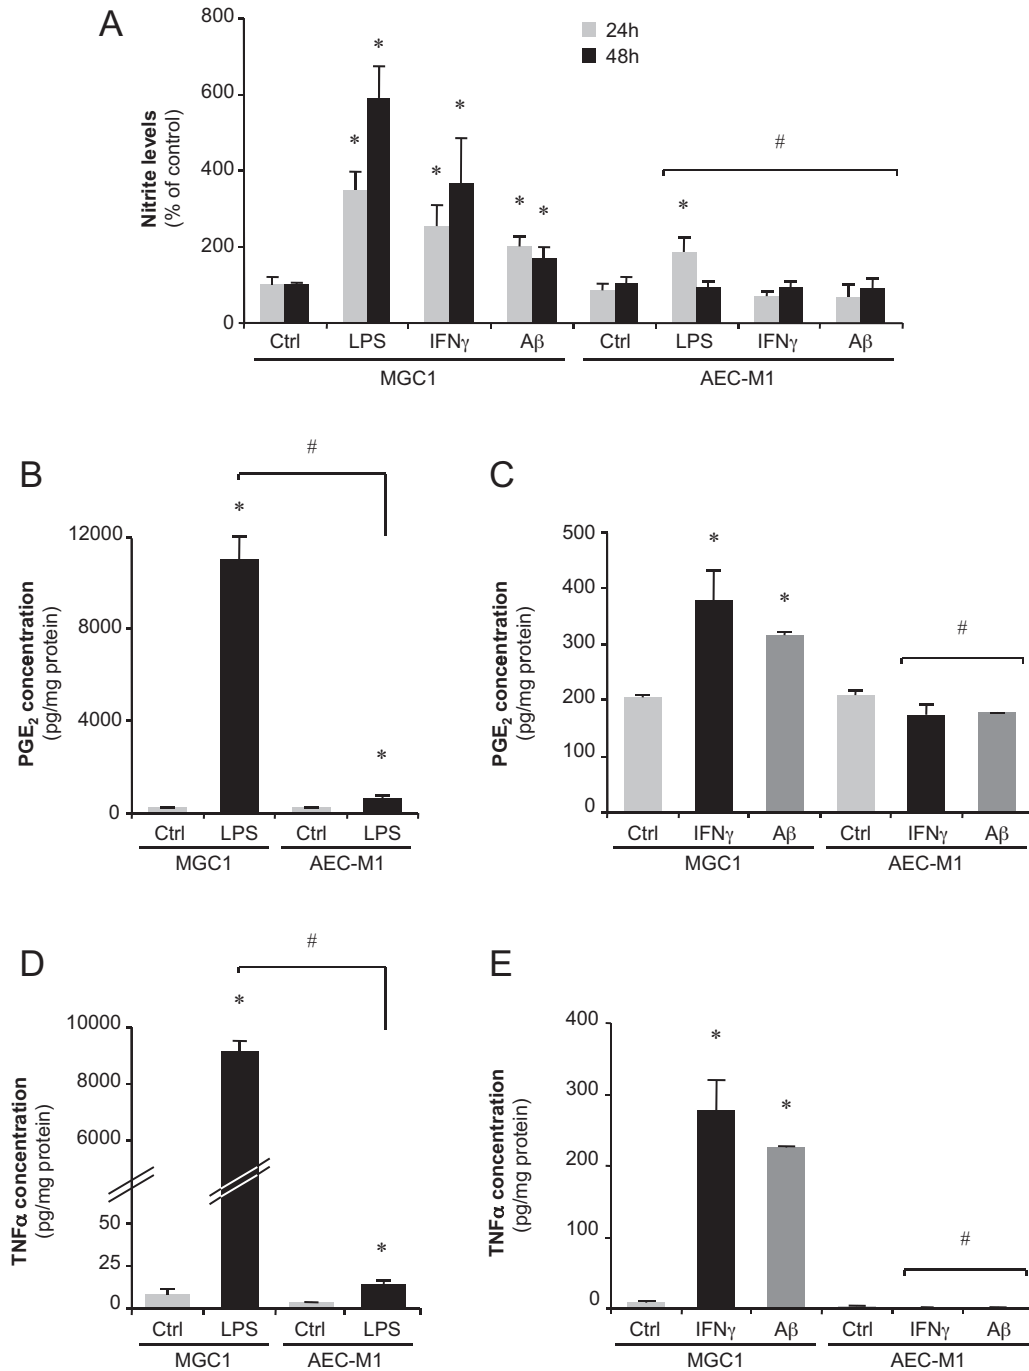 A
800
600
400
200
0
Nitrite levels
(% of control)
24h
48h
*
*
*
*
*
*
*
#
Ctrl LPS IFNγ Aβ Ctrl LPS IFNγ Aβ
MGC1 AEC-M1
B
#
*
*
12000
8000
4000
0
PGE₂ concentration
(pg/mg protein)
Ctrl LPS Ctrl LPS
MGC1 AEC-M1
C
500
400
300
200
100
0
PGE₂ concentration
(pg/mg protein)
*
*
#
Ctrl IFNγ Aβ Ctrl IFNγ Aβ
MGC1 AEC-M1
D
#
*
*
10000
8000
6000
50
25
0
TNFα concentration
(pg/mg protein)
Ctrl LPS Ctrl LPS
MGC1 AEC-M1
E
400
300
200
100
0
TNFα concentration
(pg/mg protein)
*
*
#
Ctrl IFNγ Aβ Ctrl IFNγ Aβ
MGC1 AEC-M1